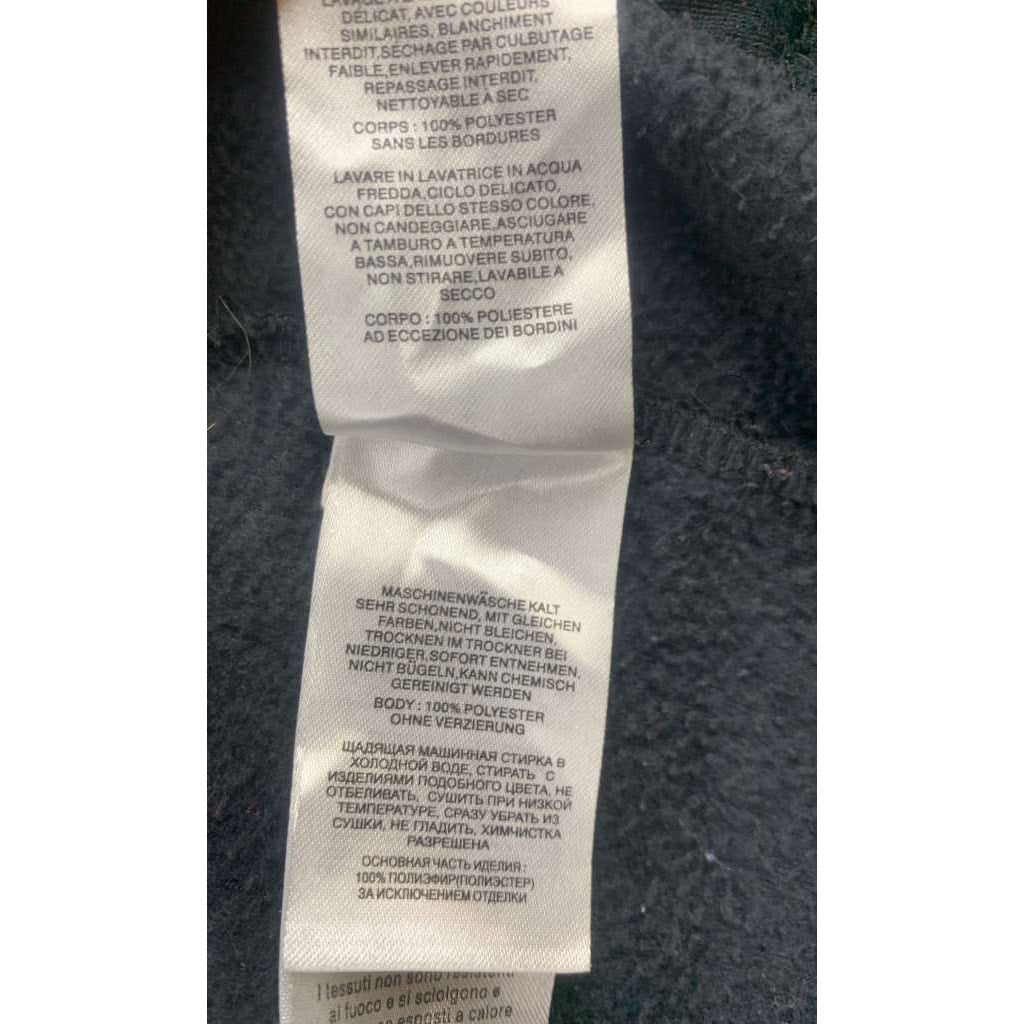 DÉLICAT, AVEC COULEURS
SIMILAIRES, BLANCHIMENT
INTERDIT,SECHAGE PAR CULBUTAGE
FAIBLE,ENLEVER RAPIDEMENT,
REPASSAGE INTERDIT,
NETTOYABLE À SEC
CORPS : 100% POLYESTER
SANS LES BORDURES
LAVARE IN LAVATRICE IN ACQUA
FREDDA,CICLO DELICATO,
CON CAPI DELLO STESSO COLORE,
NON CANDEGGIARE,ASCIUGARE
A TAMBURO A TEMPERATURA
BASSA,RIMUOVERE SUBITO,
NON STIRARE,LAVABILE A
SECCO
CORPO : 100% POLIESTERE
AD ECCEZIONE DEI BORDINI
MASCHINENWÄSCHE KALT
SEHR SCHONEND, MIT GLEICHEN
FARBEN,NICHT BLEICHEN,
TROCKNEN IM TROCKNER BEI
NIEDRIGER,SOFORT ENTNEHMEN,
NICHT BÜGELN,KANN CHEMISCH
GEREINIGT WERDEN
BODY : 100% POLYESTER
OHNE VERZIERUNG
ЩАДЯЩАЯ МАШИННАЯ СТИРКА В
ХОЛОДНОЙ ВОДЕ, СТИРАТЬ С
ИЗДЕЛИЯМИ ПОДОБНОГО ЦВЕТА, НЕ
ОТБЕЛИВАТЬ, СУШИТЬ ПРИ НИЗКОЙ
ТЕМПЕРАТУРЕ, СРАЗУ УБРАТЬ ИЗ
СУШКИ, НЕ ГЛАДИТЬ, ХИМЧИСТКА
РАЗРЕШЕНА
ОСНОВНАЯ ЧАСТЬ ИДЕЛИЯ :
100% ПОЛИЭФИР(ПОЛИЭСТЕР)
ЗА ИСКЛЮЧЕНИЕМ ОТДЕЛКИ
I tessuti non sono
al fuoco e si sciolgono e
esposti a calore